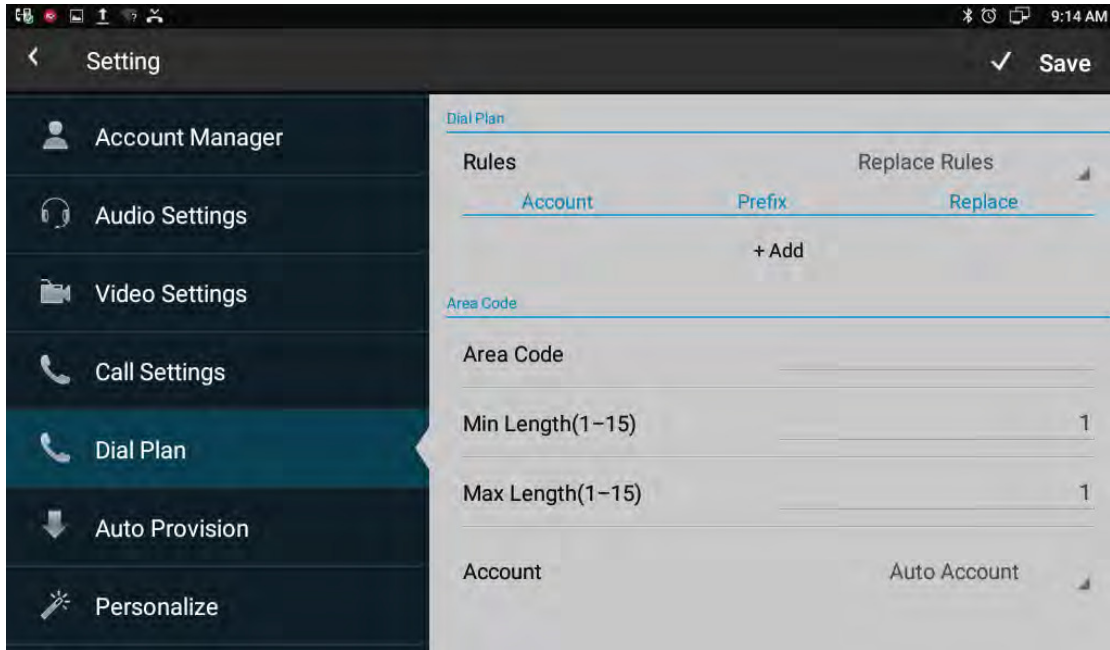 9:14 AM
Setting
Save
Account Manager
Audio Settings
Video Settings
Call Settings
Dial Plan
Auto Provision
Personalize
Dial Plan
Rules Replace Rules
Account Prefix Replace
+ Add
Area Code
Area Code
Min Length(1–15) 1
Max Length(1–15) 1
Account Auto Account